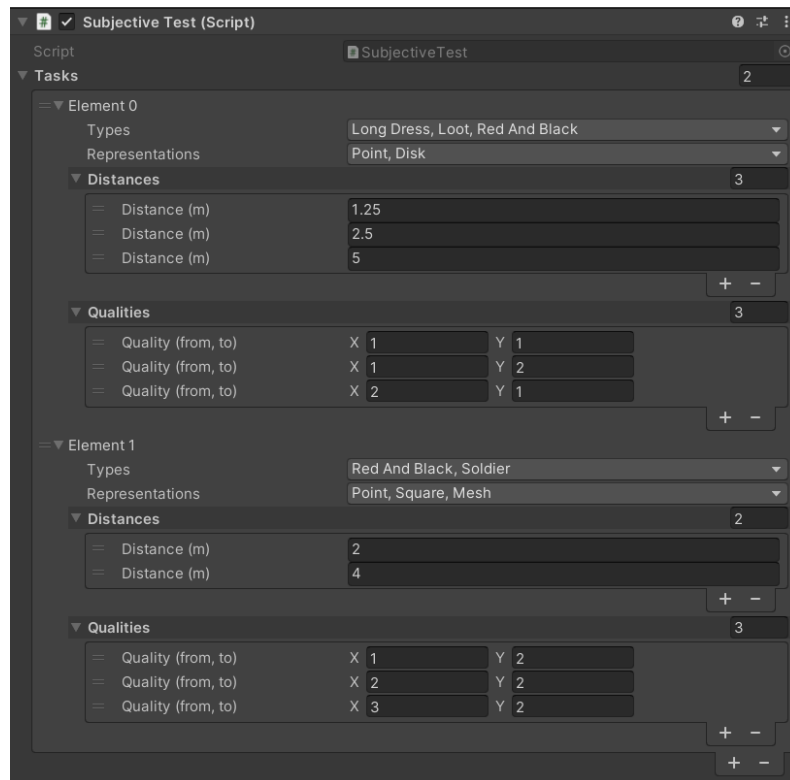 Subjective Test (Script)
Script SubjectiveTest
Tasks 2
Element 0
Types Long Dress, Loot, Red And Black
Representations Point, Disk
Distances 3
Distance (m) 1.25
Distance (m) 2.5
Distance (m) 5
+ −
Qualities 3
Quality (from, to) X 1 Y 1
Quality (from, to) X 1 Y 2
Quality (from, to) X 2 Y 1
+ −
Element 1
Types Red And Black, Soldier
Representations Point, Square, Mesh
Distances 2
Distance (m) 2
Distance (m) 4
+ −
Qualities 3
Quality (from, to) X 1 Y 2
Quality (from, to) X 2 Y 2
Quality (from, to) X 3 Y 2
+ −
+ −